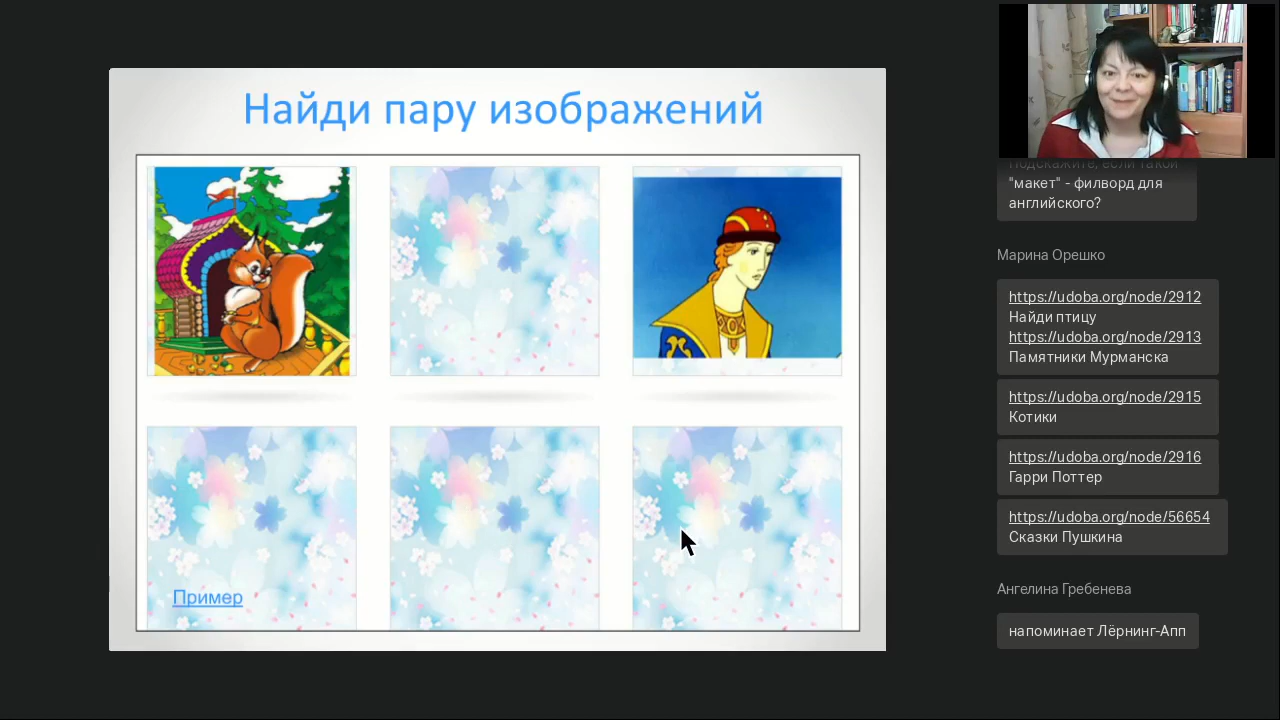 Найди пару изображений
Пример
Подскажите, если такой
"макет" - филворд для
английского?
Марина Орешко
https://udoba.org/node/2912
Найди птицу
https://udoba.org/node/2913
Памятники Мурманска
https://udoba.org/node/2915
Котики
https://udoba.org/node/2916
Гарри Поттер
https://udoba.org/node/56654
Сказки Пушкина
Ангелина Гребенева
напоминает Лёрнинг-Апп